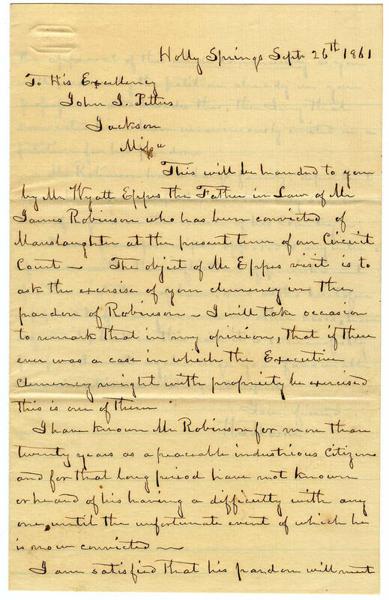 Holly Springs Sept 26th 1861
To His Excellency
John J. Pettus
Jackson
Missi
This will be handed to you
by Mr Wyatt Eppes the Father in Law of Mr
James Robinson who has been convicted of
Manslaughter at the present term of our Circuit
Court — The object of Mr Eppes visit is to
ask the excersise of your clemency in the
pardon of Robinson — I will take occasion
to remark that in my opinion, that if there
ever was a case in which the Executive
clemency might with propriety be exercised
this is one of them
I have known Mr Robinson for more than
twenty years as a peaceable industrious Citizen
and for that long period have not known
or heard of his having a difficulty with any
one, until the unfortunate event of which he
is now convicted —
I am satisfied that his pardon will meet